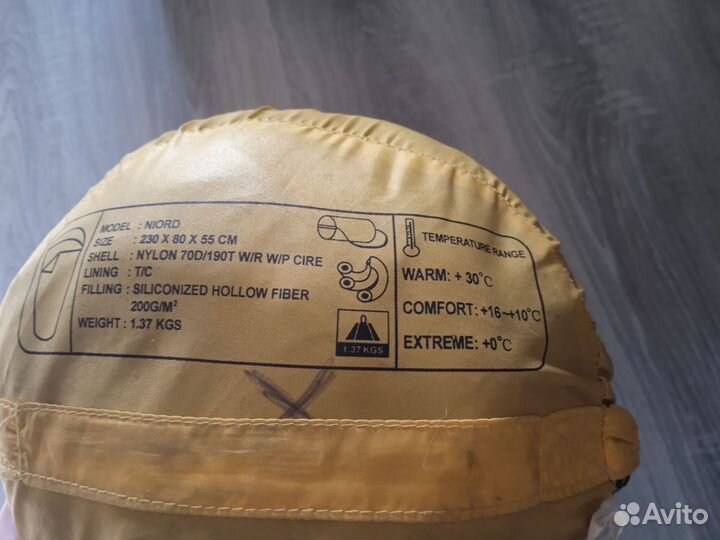 MODEL : NIORD
SIZE : 230 X 80 X 55 CM
SHELL : NYLON 70D/190T W/R W/P CIRE
LINING : T/C
FILLING : SILICONIZED HOLLOW FIBER
200G/M²
WEIGHT : 1.37 KGS
1.37 KGS
TEMPERATURE RANGE
WARM: + 30°C
COMFORT: +16~+10°C
EXTREME: +0°C
Avito